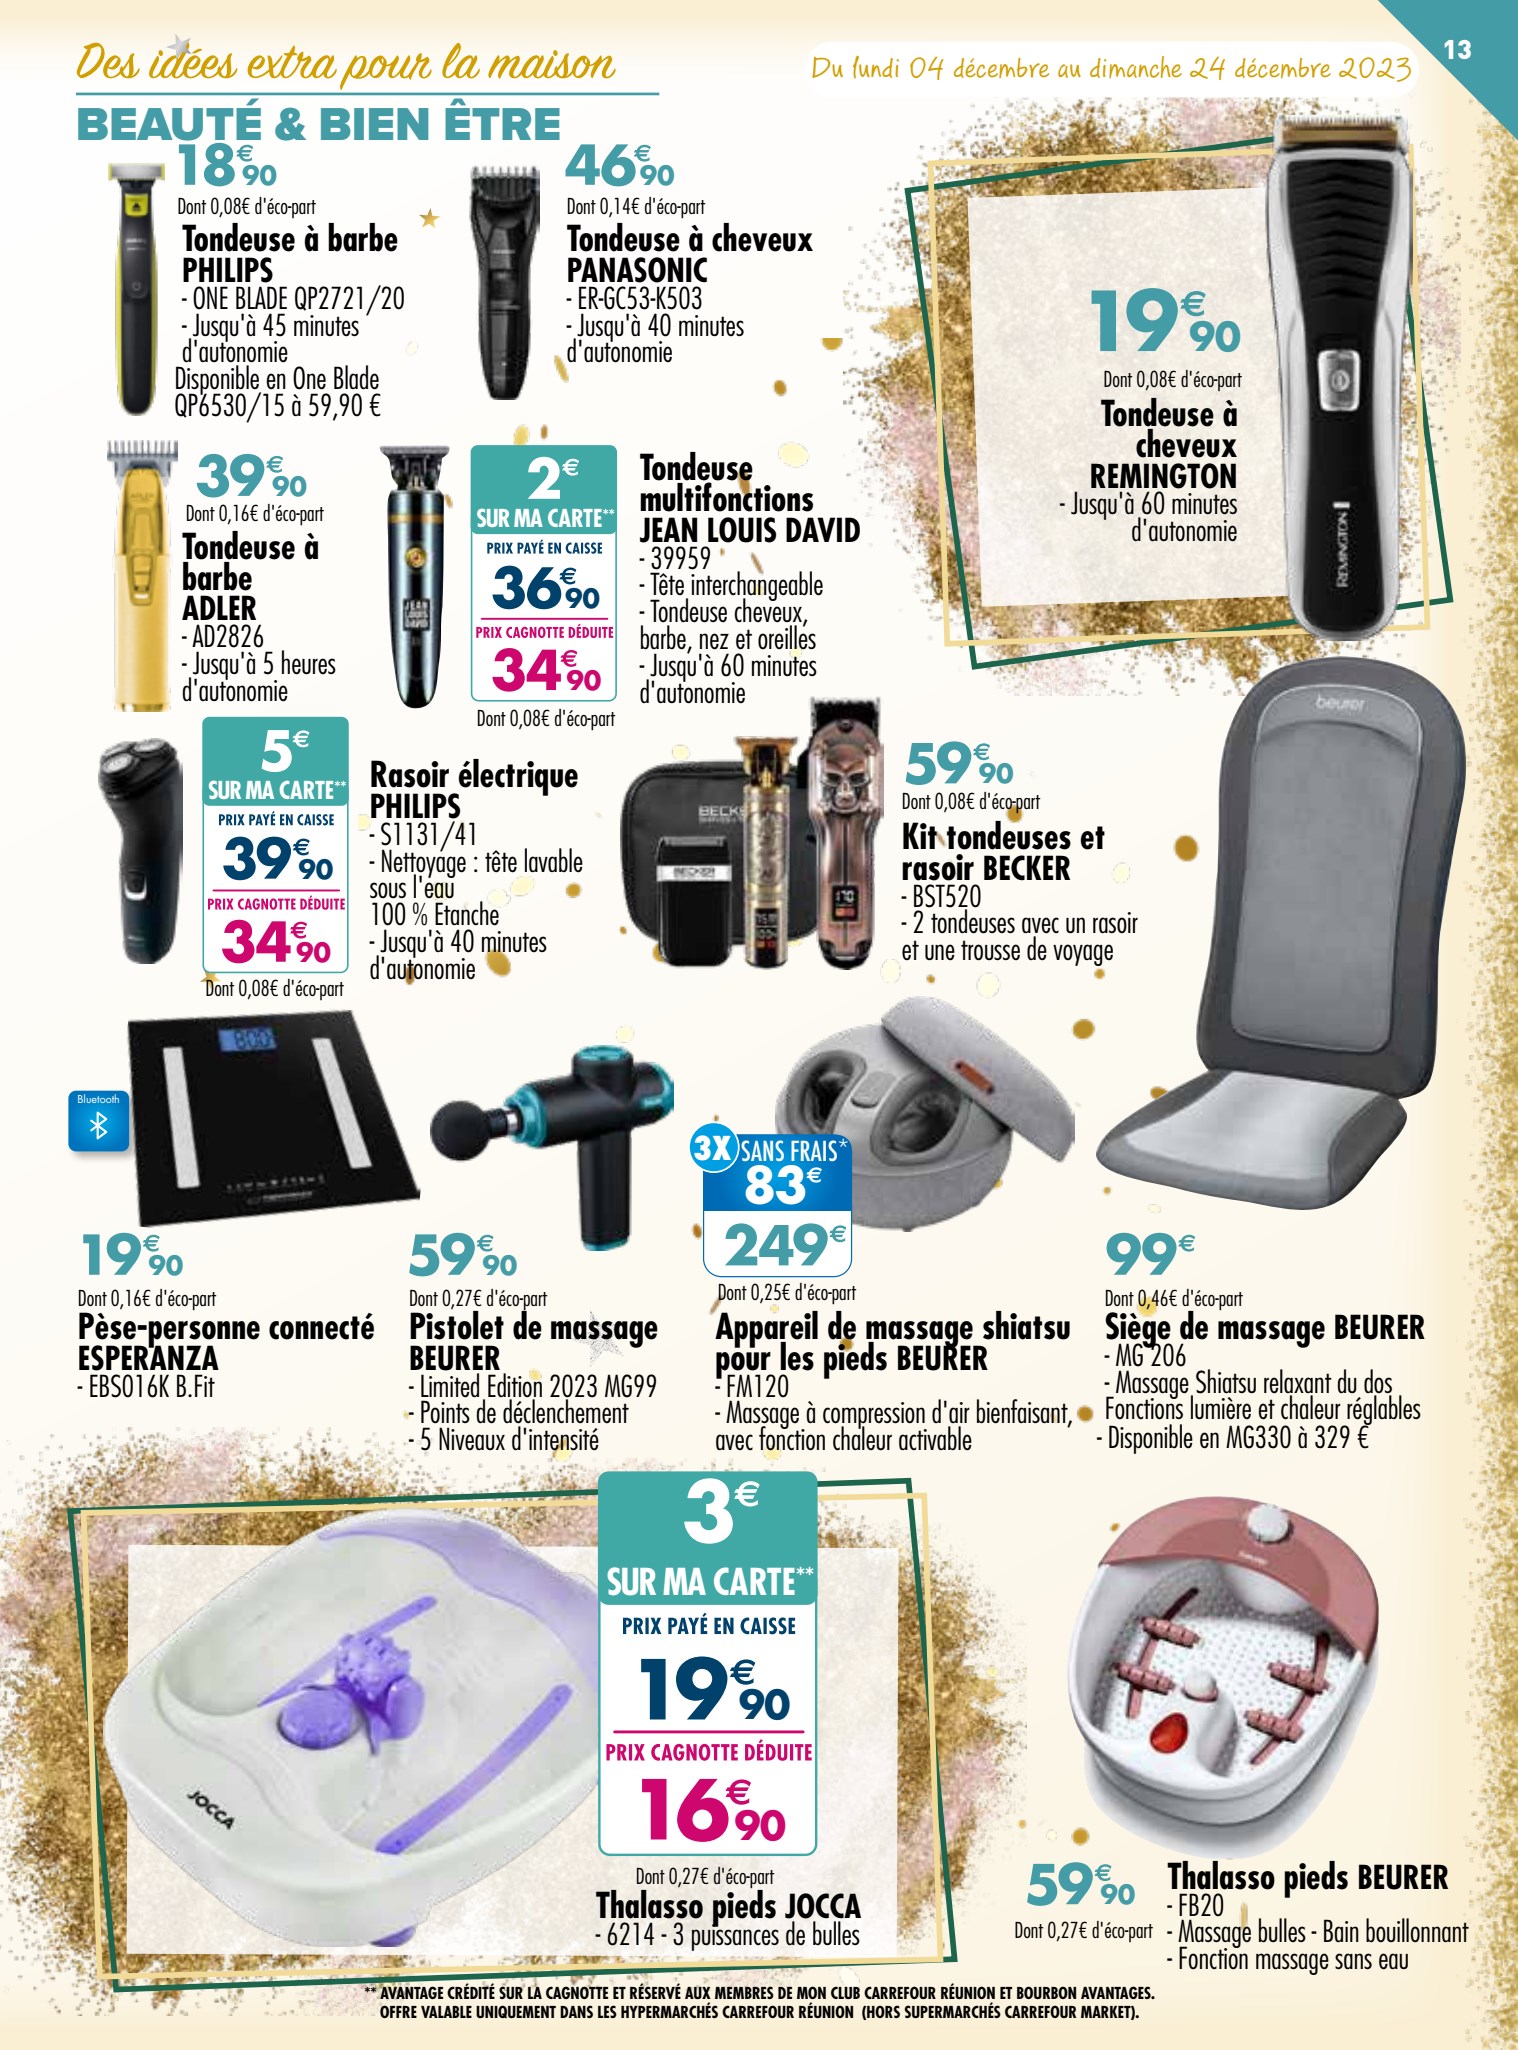 Des idées extra pour la maison
Du lundi 04 décembre au dimanche 24 décembre 2023
13
BEAUTÉ & BIEN ÊTRE
18€90
Dont 0,08€ d'éco-part
Tondeuse à barbe
PHILIPS
- ONE BLADE QP2721/20
- Jusqu'à 45 minutes
d'autonomie
Disponible en One Blade
QP6530/15 à 59,90 €
46€90
Dont 0,14€ d'éco-part
Tondeuse à cheveux
PANASONIC
- ER-GC53-K503
- Jusqu'à 40 minutes
d'autonomie
19€90
Dont 0,08€ d'éco-part
Tondeuse à
cheveux
REMINGTON
- Jusqu'à 60 minutes
d'autonomie
REMINGTON
39€90
Dont 0,16€ d'éco-part
Tondeuse à
barbe
ADLER
- AD2826
- Jusqu'à 5 heures
d'autonomie
JEAN
LOUIS
DAVID
2€
SUR MA CARTE**
PRIX PAYÉ EN CAISSE
36€90
PRIX CAGNOTTE DÉDUITE
34€90
Dont 0,08€ d'éco-part
Tondeuse
multifonctions
JEAN LOUIS DAVID
- 39959
- Tête interchangeable
- Tondeuse cheveux,
barbe, nez et oreilles
- Jusqu'à 60 minutes
d'autonomie
5€
SUR MA CARTE**
PRIX PAYÉ EN CAISSE
39€90
PRIX CAGNOTTE DÉDUITE
34€90
Dont 0,08€ d'éco-part
Rasoir électrique
PHILIPS
- S1131/41
- Nettoyage : tête lavable
sous l'eau
100 % Etanche
- Jusqu'à 40 minutes
d'autonomie
BECKER
59€90
Dont 0,08€ d'éco-part
Kit tondeuses et
rasoir BECKER
- BST520
- 2 tondeuses avec un rasoir
et une trousse de voyage
beurer
Bluetooth
19€90
Dont 0,16€ d'éco-part
Pèse-personne connecté
ESPERANZA
- EBS016K B.Fit
59€90
Dont 0,27€ d'éco-part
Pistolet de massage
BEURER
- Limited Edition 2023 MG99
- Points de déclenchement
- 5 Niveaux d'intensité
3X SANS FRAIS*
83€
249€
Dont 0,25€ d'éco-part
Appareil de massage shiatsu
pour les pieds BEURER
- FM120
- Massage à compression d'air bienfaisant,
avec fonction chaleur activable
99€
Dont 0,46€ d'éco-part
Siège de massage BEURER
- MG 206
- Massage Shiatsu relaxant du dos
Fonctions lumière et chaleur réglables
- Disponible en MG330 à 329 €
JOCCA
3€
SUR MA CARTE**
PRIX PAYÉ EN CAISSE
19€90
PRIX CAGNOTTE DÉDUITE
16€90
Dont 0,27€ d'éco-part
Thalasso pieds JOCCA
- 6214 - 3 puissances de bulles
59€90
Dont 0,27€ d'éco-part
Thalasso pieds BEURER
- FB20
- Massage bulles - Bain bouillonnant
- Fonction massage sans eau
** AVANTAGE CRÉDITÉ SUR LA CAGNOTTE ET RÉSERVÉ AUX MEMBRES DE MON CLUB CARREFOUR RÉUNION ET BOURBON AVANTAGES.
OFFRE VALABLE UNIQUEMENT DANS LES HYPERMARCHÉS CARREFOUR RÉUNION (HORS SUPERMARCHÉS CARREFOUR MARKET).